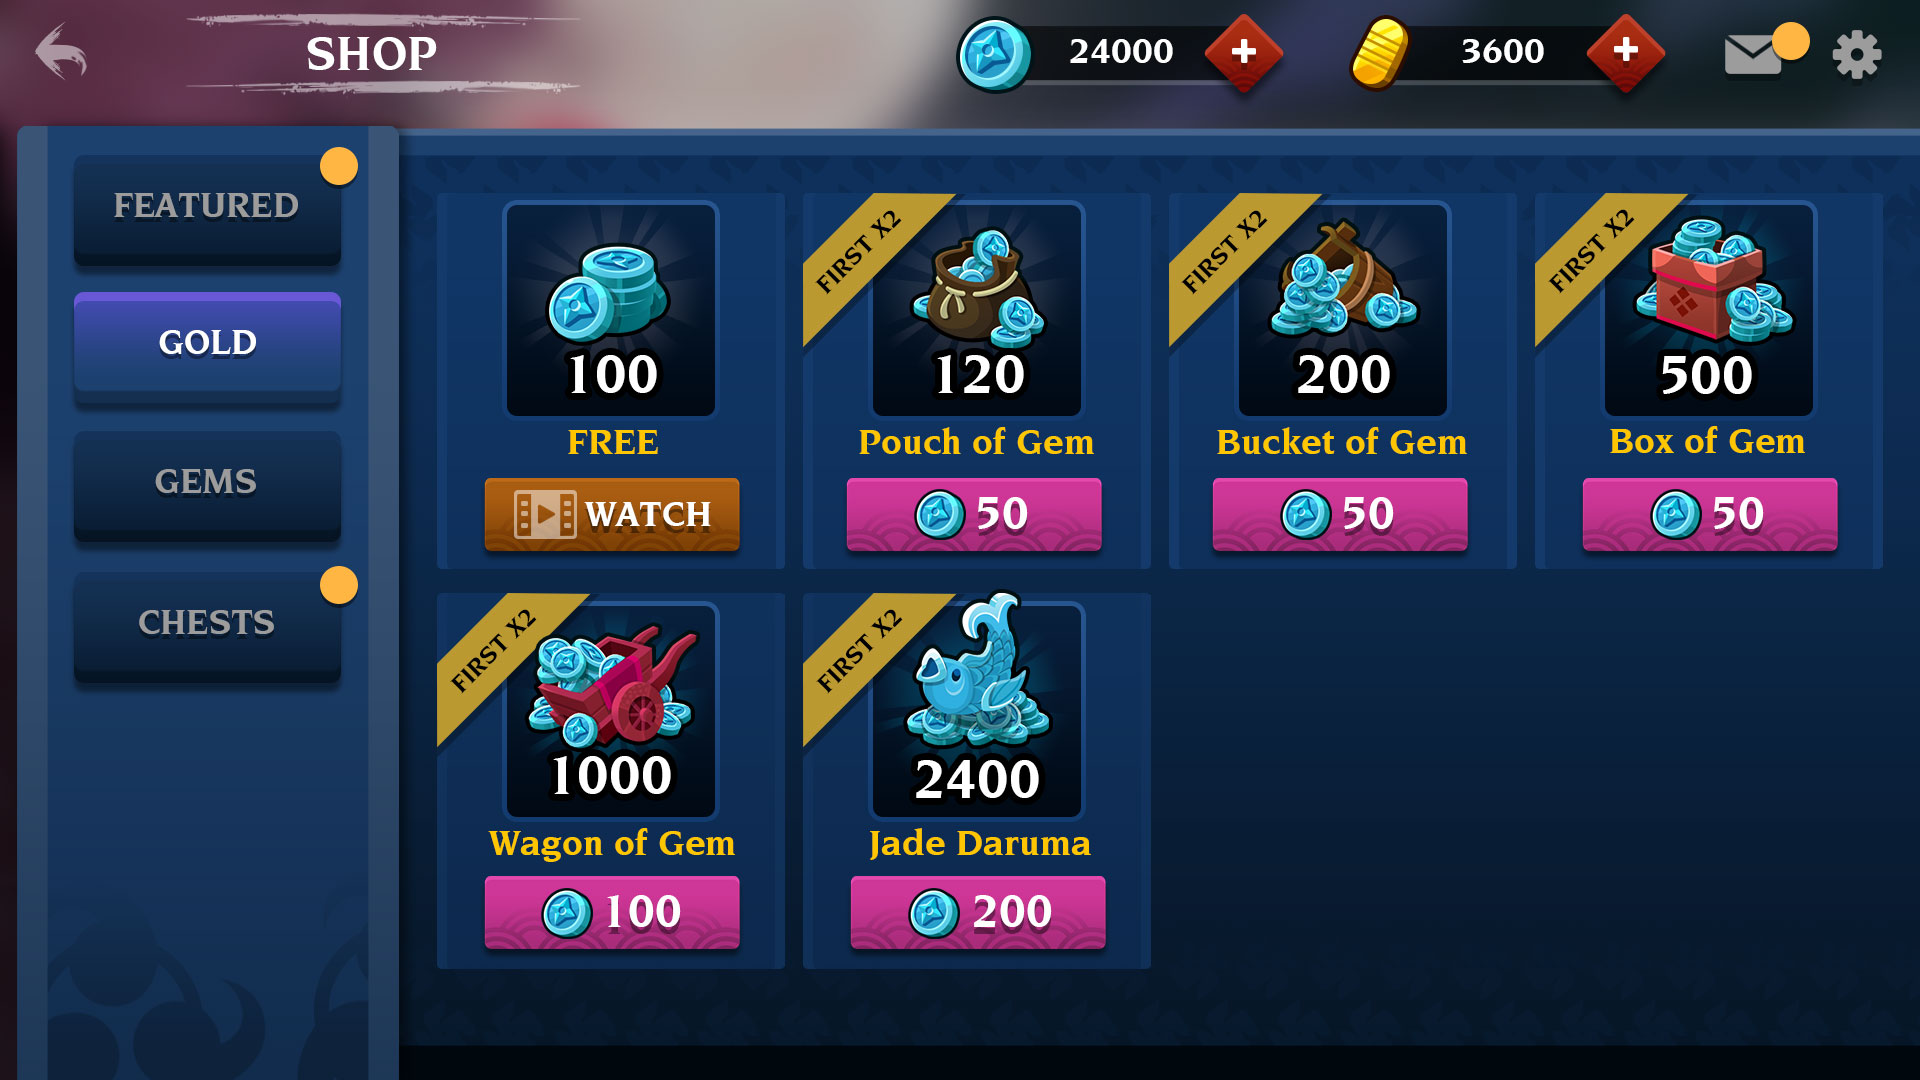 SHOP
24000
3600
FEATURED
GOLD
GEMS
CHESTS
100
FREE
WATCH
FIRST X2
120
Pouch of Gem
50
FIRST X2
200
Bucket of Gem
50
FIRST X2
500
Box of Gem
50
FIRST X2
1000
Wagon of Gem
100
FIRST X2
2400
Jade Daruma
200